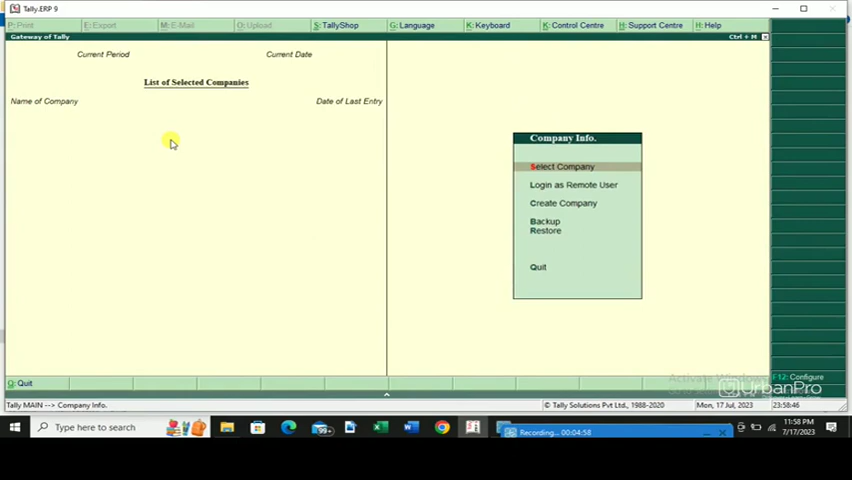 Tally.ERP 9
P: Print
E: Export
M: E-Mail
O: Upload
S: TallyShop
G: Language
K: Keyboard
K: Control Centre
H: Support Centre
H: Help
Gateway of Tally
Ctrl + M
Current Period
Current Date
List of Selected Companies
Name of Company
Date of Last Entry
Company Info.
Select Company
Login as Remote User
Create Company
Backup
Restore
Quit
F12: Configure
Activate Windows
UrbanPro
Q: Quit
Tally MAIN --> Company Info.
© Tally Solutions Pvt Ltd., 1988-2020
Mon, 17 Jul, 2023
23:58:46
Type here to search
99+
Recording... 00:04:58
11:58 PM
7/17/2023